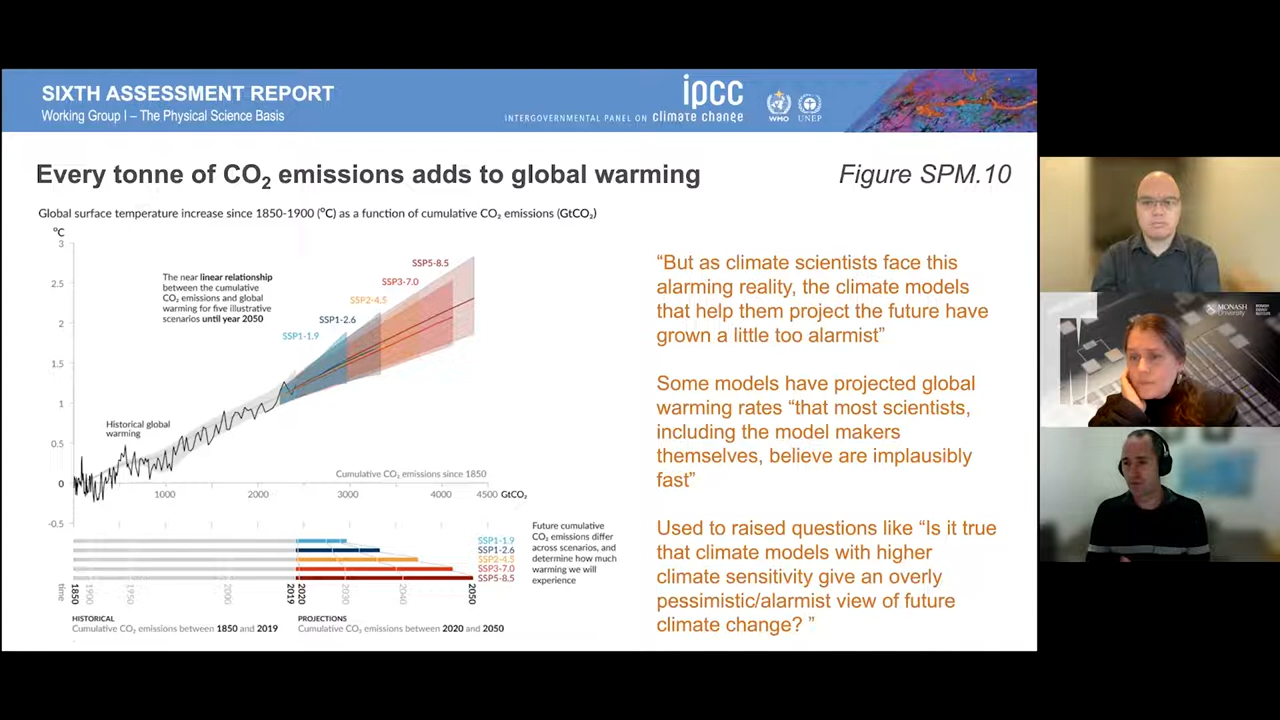 SIXTH ASSESSMENT REPORT
Working Group I – The Physical Science Basis
ipcc
INTERGOVERNMENTAL PANEL ON climate change
WMO
UNEP
Every tonne of CO₂ emissions adds to global warming
Figure SPM.10
Global surface temperature increase since 1850-1900 (°C) as a function of cumulative CO₂ emissions (GtCO₂)
°C
3
2.5
2
1.5
1
0.5
0
-0.5
The near linear relationship
between the cumulative
CO₂ emissions and global
warming for five illustrative
scenarios until year 2050
SSP5-8.5
SSP3-7.0
SSP2-4.5
SSP1-2.6
SSP1-1.9
Historical global
warming
Cumulative CO₂ emissions since 1850
1000
2000
3000
4000
4500 GtCO₂
SSP1-1.9
SSP1-2.6
SSP2-4.5
SSP3-7.0
SSP5-8.5
Future cumulative
CO₂ emissions differ
across scenarios, and
determine how much
warming we will
experience
time
1850
1900
1950
2000
2019
2020
2030
2040
2050
HISTORICAL
Cumulative CO₂ emissions between 1850 and 2019
PROJECTIONS
Cumulative CO₂ emissions between 2020 and 2050
“But as climate scientists face this
alarming reality, the climate models
that help them project the future have
grown a little too alarmist”
Some models have projected global
warming rates “that most scientists,
including the model makers
themselves, believe are implausibly
fast”
Used to raised questions like “Is it true
that climate models with higher
climate sensitivity give an overly
pessimistic/alarmist view of future
climate change? ”
MONASH
University